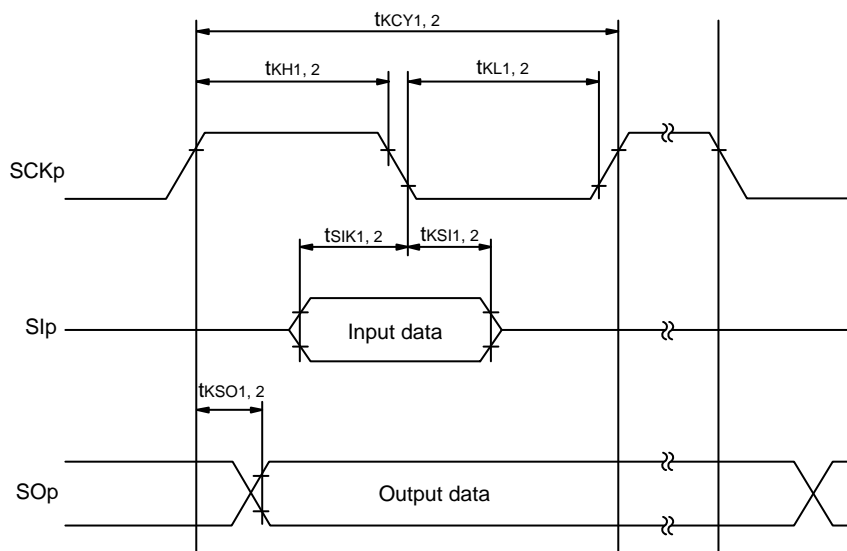 tKCY1, 2
tKH1, 2
tKL1, 2
SCKp
tSIK1, 2
tKSI1, 2
SIp
Input data
tKSO1, 2
SOp
Output data